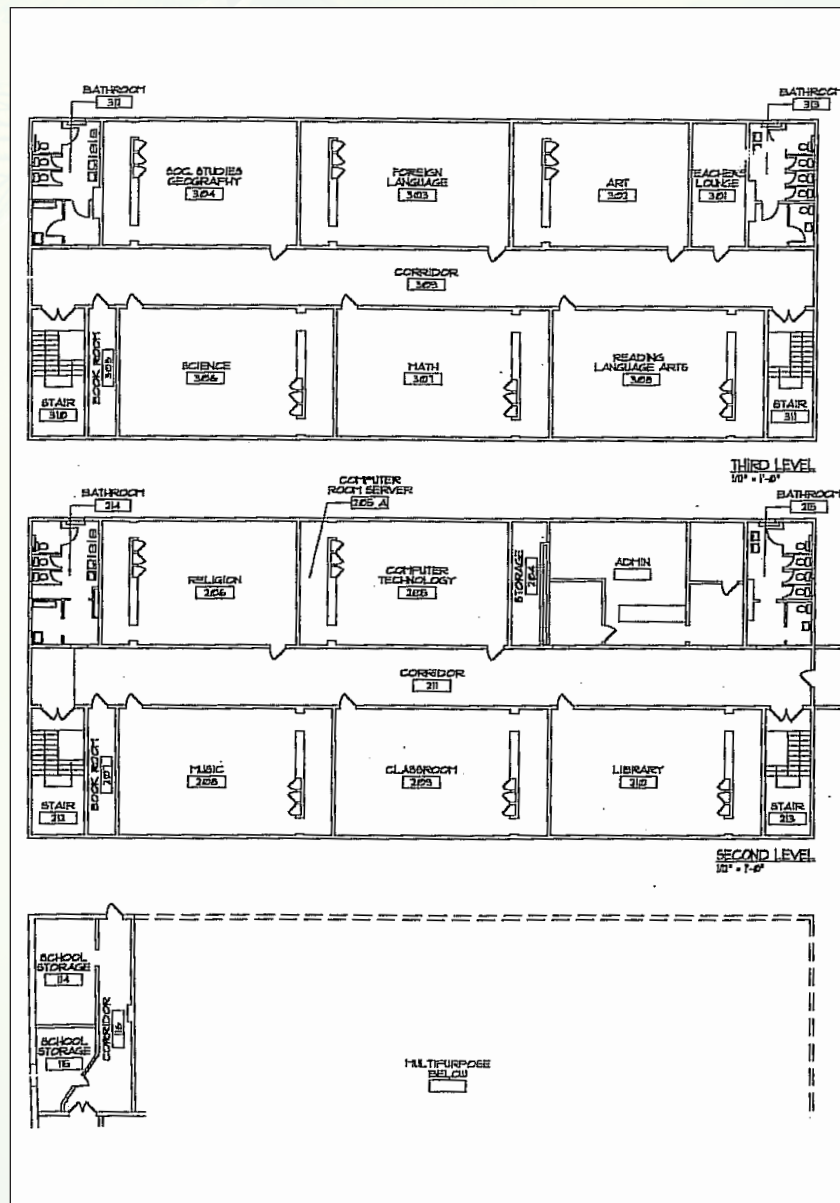 BATHROOM
312
BATHROOM
313
SOC. STUDIES
GEOGRAPHY
304
FOREIGN
LANGUAGE
303
ART
302
TEACHERS
LOUNGE
301
CORRIDOR
309
BOOK ROOM
305
SCIENCE
306
MATH
307
READING
LANGUAGE ARTS
308
STAIR
310
STAIR
311
THIRD LEVEL
BATHROOM
214
COMPUTER
ROOM SERVER
205 A
BATHROOM
215
RELIGION
206
COMPUTER
TECHNOLOGY
205
STORAGE
204
ADMIN
CORRIDOR
211
BOOK ROOM
207
MUSIC
208
CLASSROOM
209
LIBRARY
210
STAIR
212
STAIR
213
SECOND LEVEL
SCHOOL
STORAGE
114
CORRIDOR
116
SCHOOL
STORAGE
115
MULTIPURPOSE
BELOW